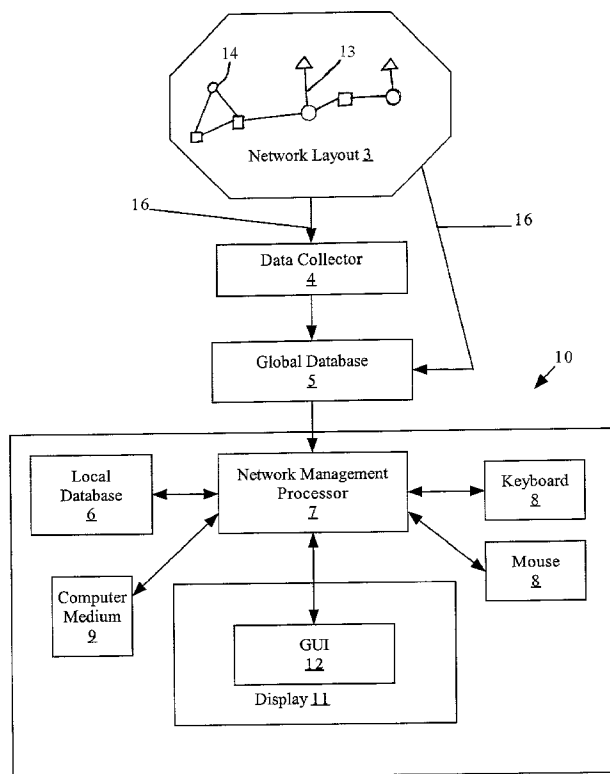 14
13
Network Layout 3
16
16
Data Collector
4
Global Database
5
10
Local
Database
6
Network Management
Processor
7
Keyboard
8
Mouse
8
Computer
Medium
9
GUI
12
Display 11